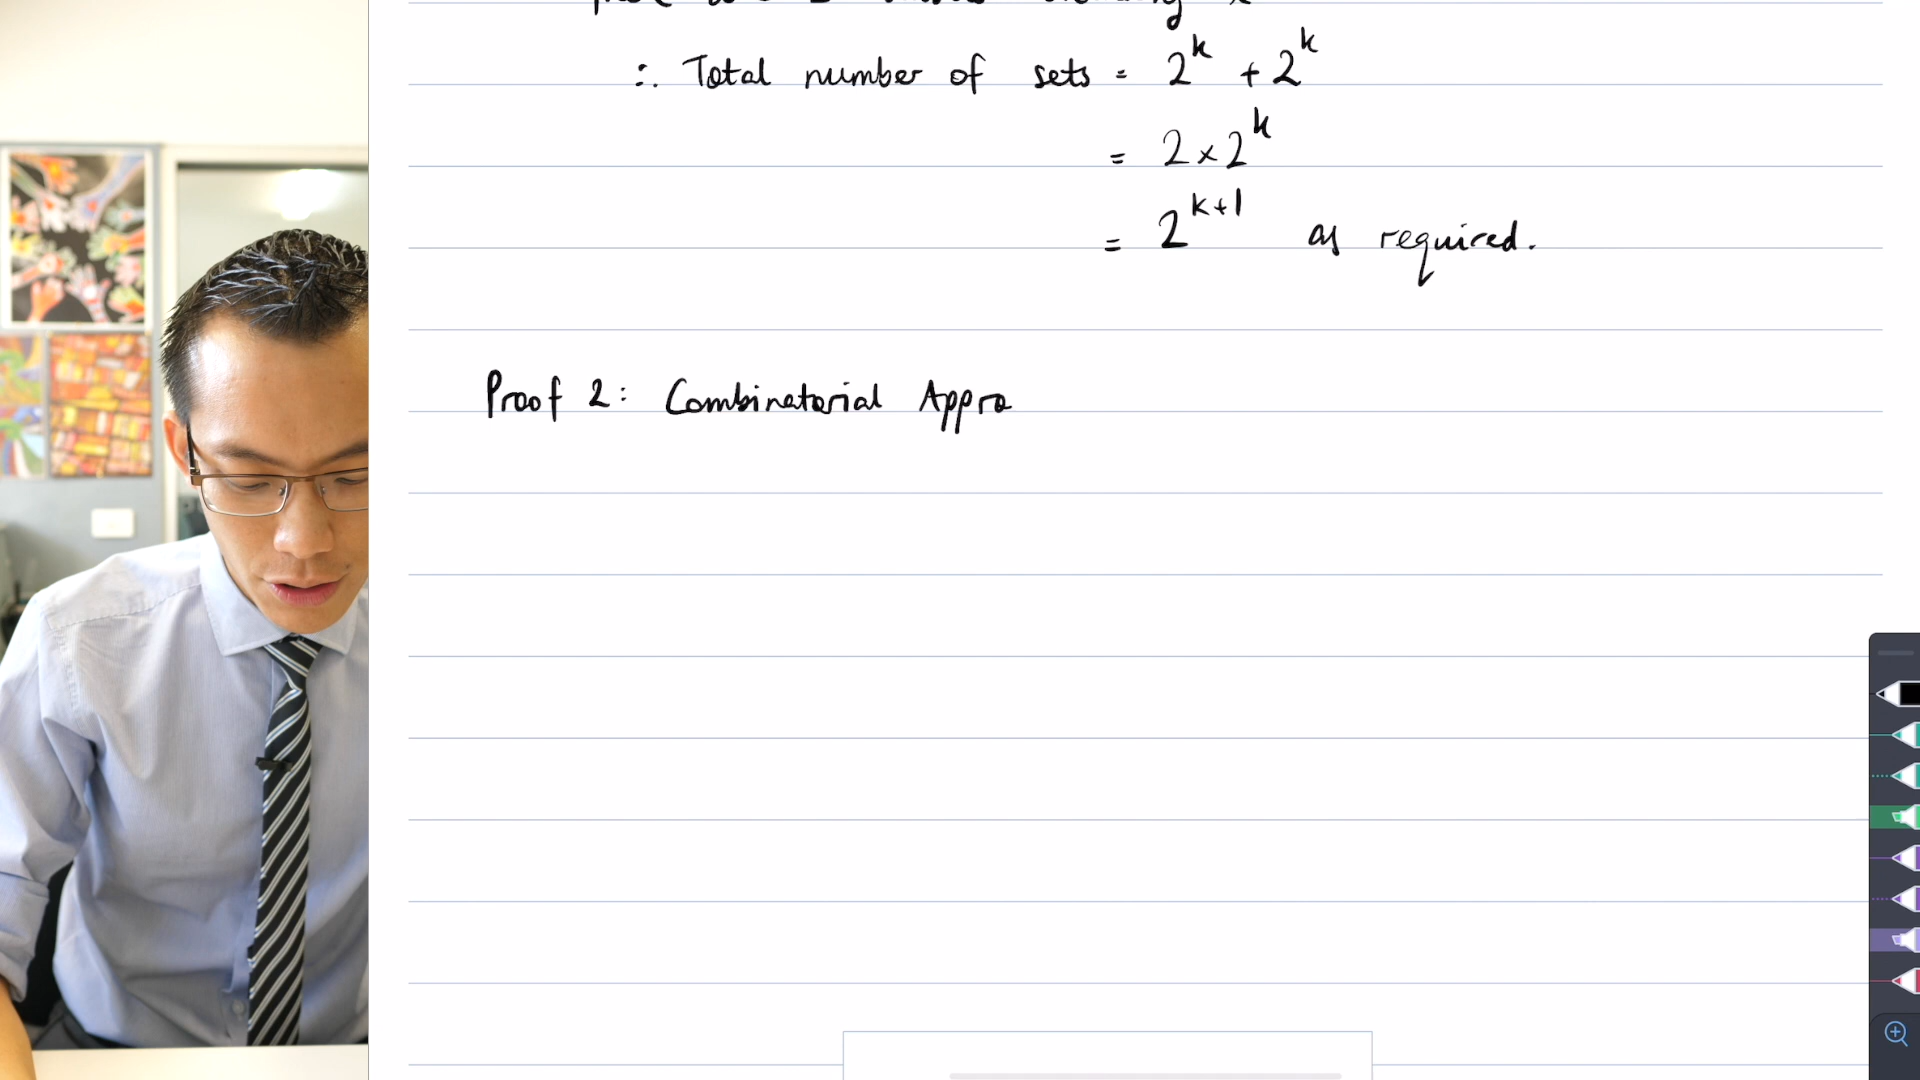 ∴ Total number of sets = 2^k + 2^k
= 2 × 2^k
= 2^(k+1) as required.
Proof 2: Combinatorial Appro